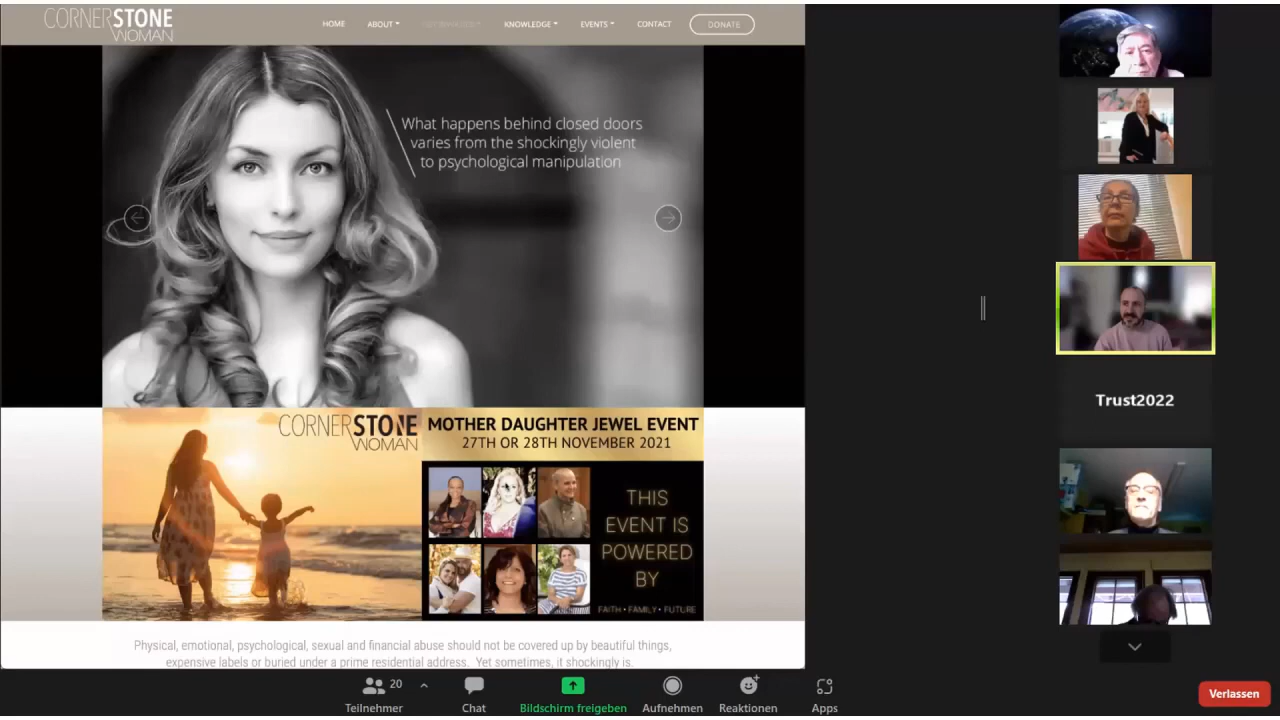 CORNERSTONE
WOMAN
HOME
ABOUT
KNOWLEDGE
EVENTS
CONTACT
DONATE
What happens behind closed doors
varies from the shockingly violent
to psychological manipulation
CORNERSTONE
WOMAN
MOTHER DAUGHTER JEWEL EVENT
27TH OR 28TH NOVEMBER 2021
THIS
EVENT IS
POWERED
BY
FAITH • FAMILY • FUTURE
Physical, emotional, psychological, sexual and financial abuse should not be covered up by beautiful things,
expensive labels or buried under a prime residential address. Yet sometimes, it shockingly is.
Trust2022
20
Teilnehmer
Chat
Bildschirm freigeben
Aufnehmen
Reaktionen
Apps
Verlassen